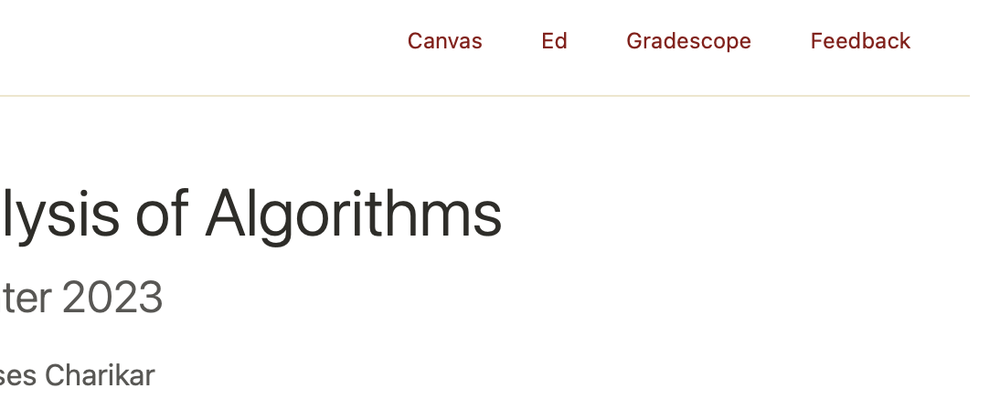 Canvas Ed Gradescope Feedback
lysis of Algorithms
ter 2023
ses Charikar